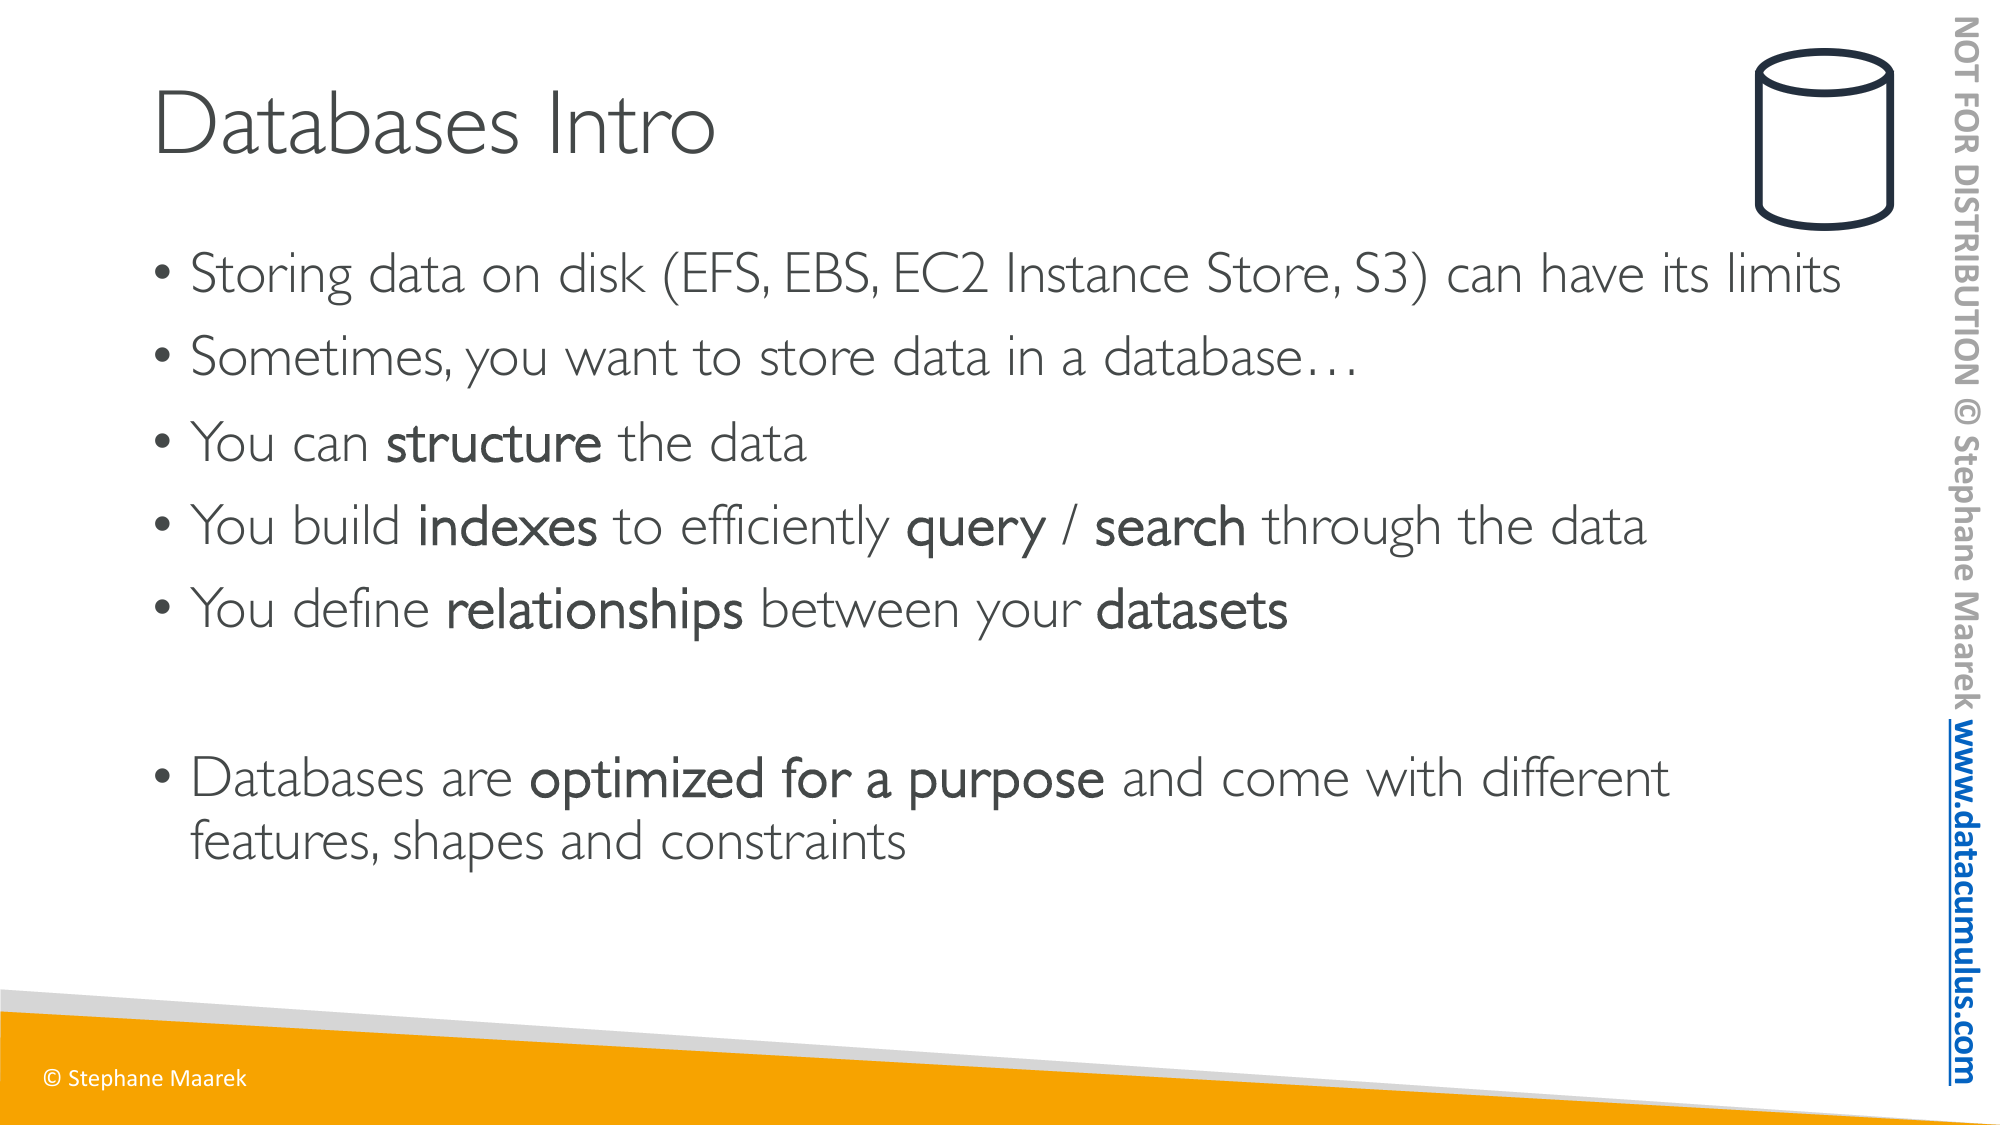 Databases Intro
• Storing data on disk (EFS, EBS, EC2 Instance Store, S3) can have its limits
• Sometimes, you want to store data in a database…
• You can structure the data
• You build indexes to efficiently query / search through the data
• You define relationships between your datasets
• Databases are optimized for a purpose and come with different
features, shapes and constraints
© Stephane Maarek
NOT FOR DISTRIBUTION © Stephane Maarek www.datacumulus.com